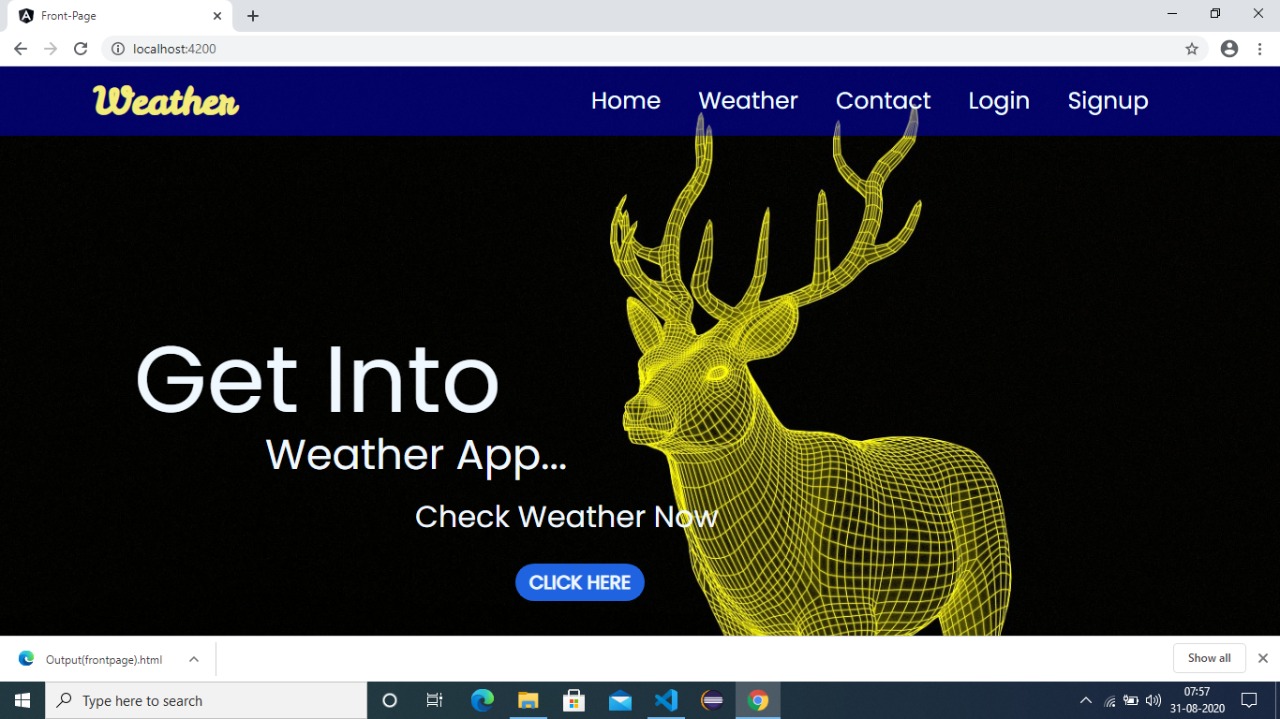 Front-Page
localhost:4200
Weather
Home Weather Contact Login Signup
Get Into
Weather App...
Check Weather Now
CLICK HERE
Output(frontpage).html
Show all
Type here to search
07:57
31-08-2020